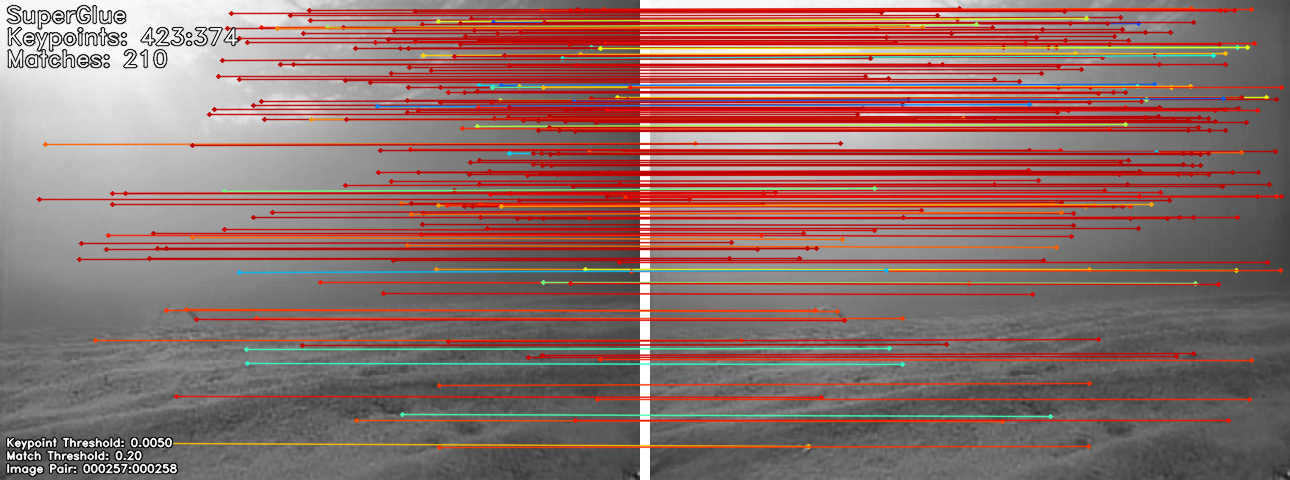 SuperGlue
Keypoints: 423:374
Matches: 210
Keypoint Threshold: 0.0050
Match Threshold: 0.20
Image Pair: 000257:000258